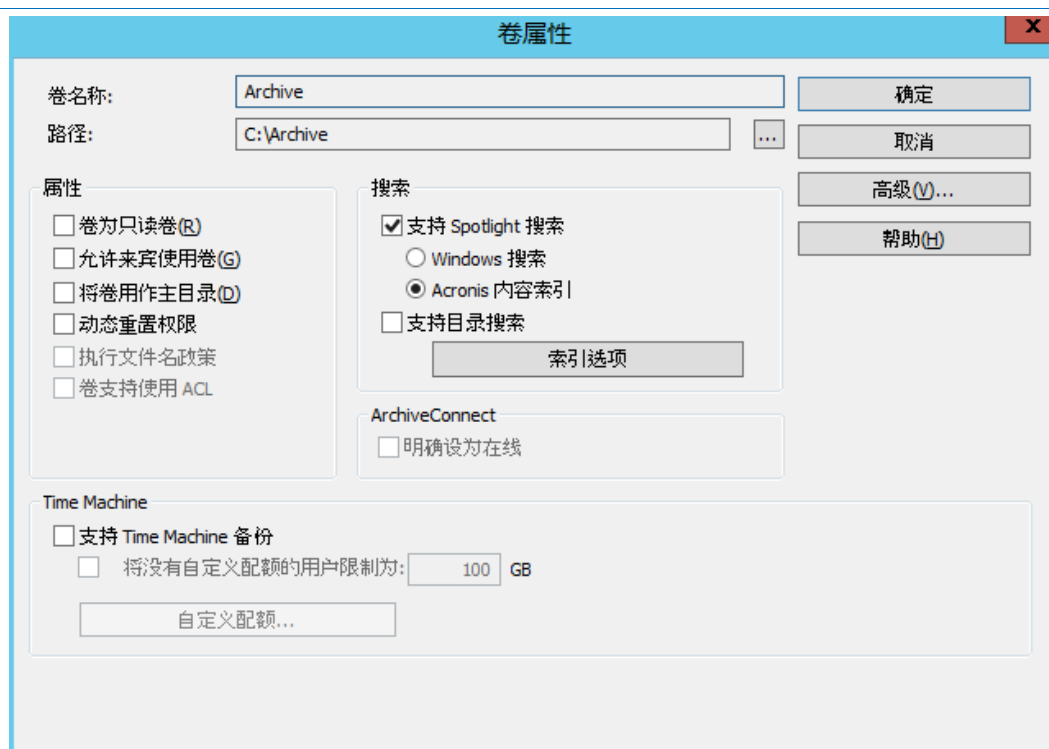 卷属性
x
卷名称:
Archive
确定
路径:
C:\Archive
...
取消
高级(V)...
帮助(H)
属性
卷为只读卷(R)
允许来宾使用卷(G)
将卷用作主目录(D)
动态重置权限
执行文件名政策
卷支持使用 ACL
搜索
支持 Spotlight 搜索
Windows 搜索
Acronis 内容索引
支持目录搜索
索引选项
ArchiveConnect
明确设为在线
Time Machine
支持 Time Machine 备份
将没有自定义配额的用户限制为:
100
GB
自定义配额...